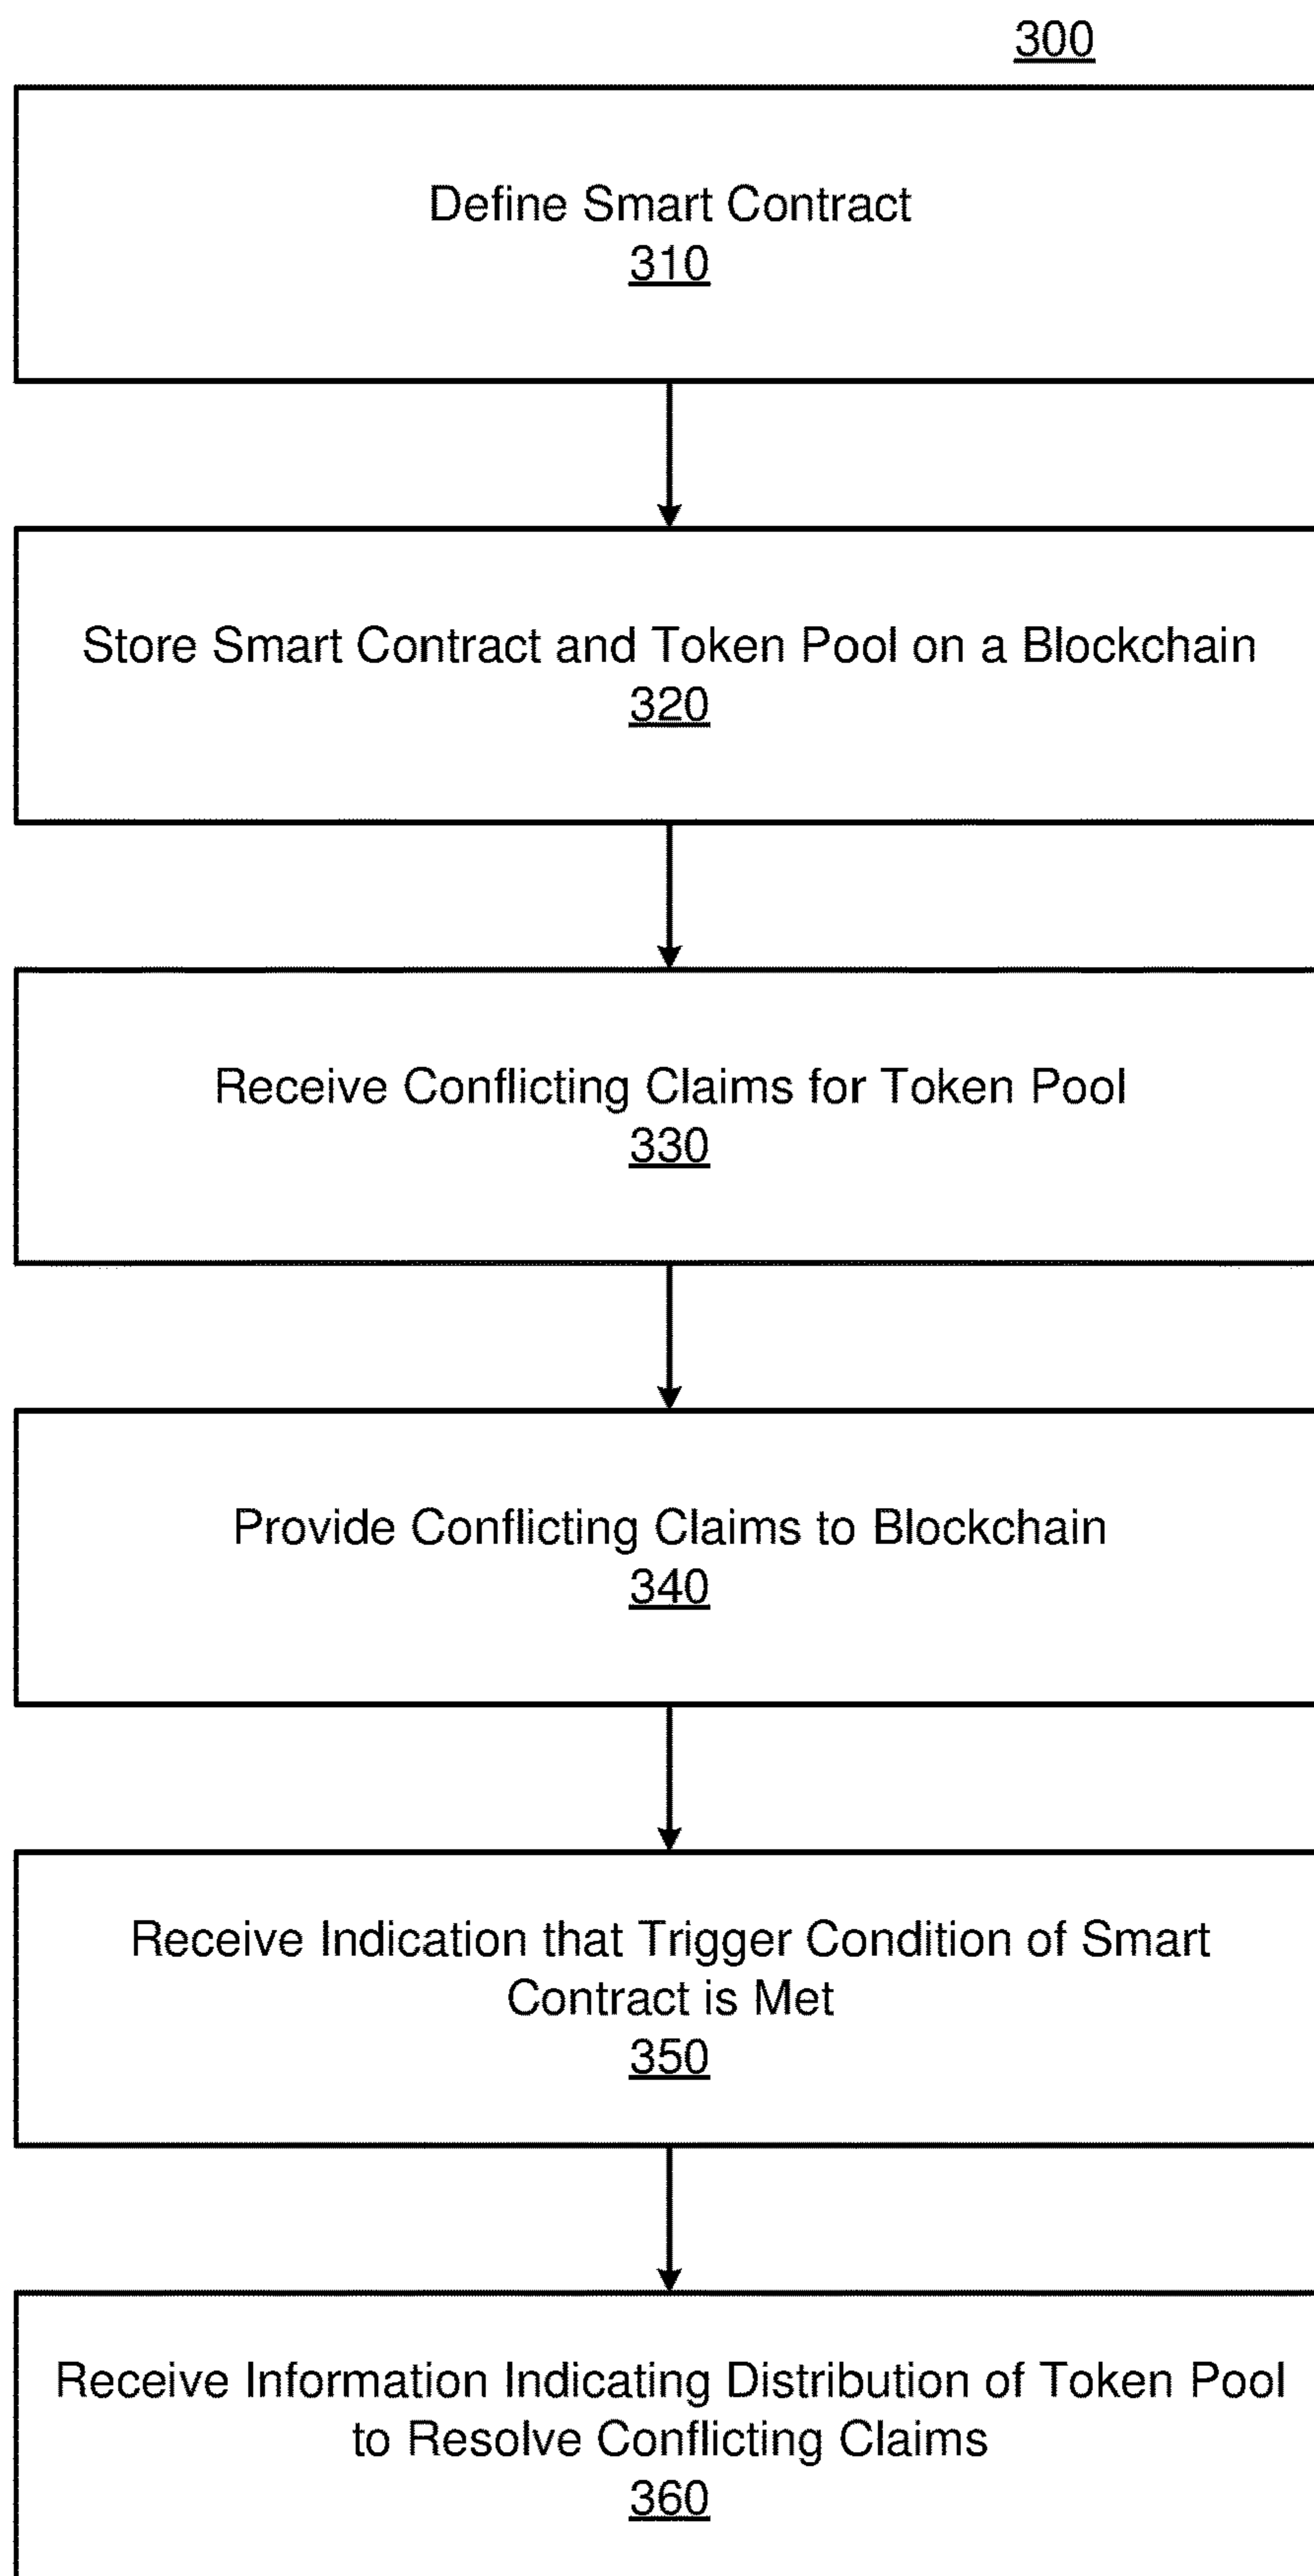 300
Define Smart Contract
310
Store Smart Contract and Token Pool on a Blockchain
320
Receive Conflicting Claims for Token Pool
330
Provide Conflicting Claims to Blockchain
340
Receive Indication that Trigger Condition of Smart
Contract is Met
350
Receive Information Indicating Distribution of Token Pool
to Resolve Conflicting Claims
360